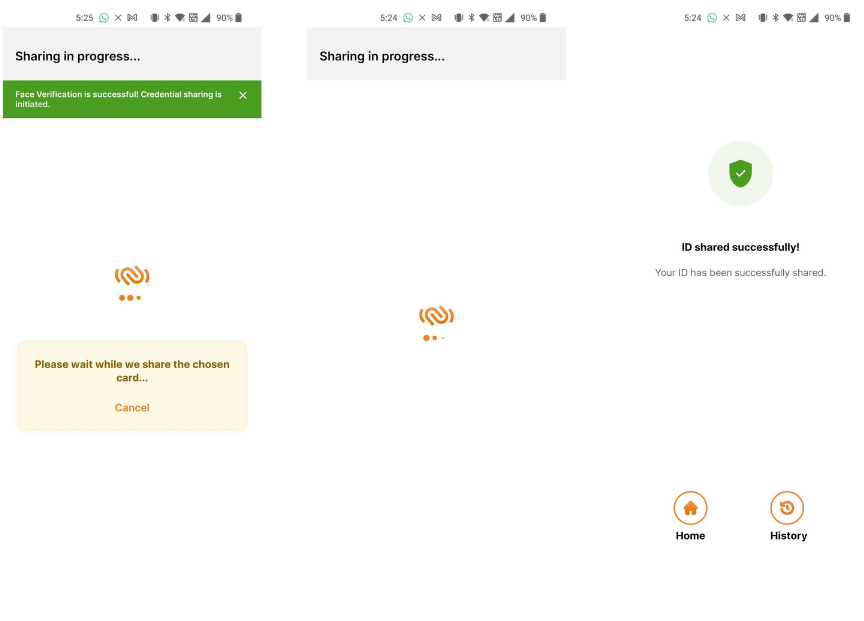 5:25
90%
Sharing in progress...
Face Verification is successful! Credential sharing is
initiated.
Please wait while we share the chosen
card...
Cancel
5:24
90%
Sharing in progress...
5:24
90%
ID shared successfully!
Your ID has been successfully shared.
Home
History